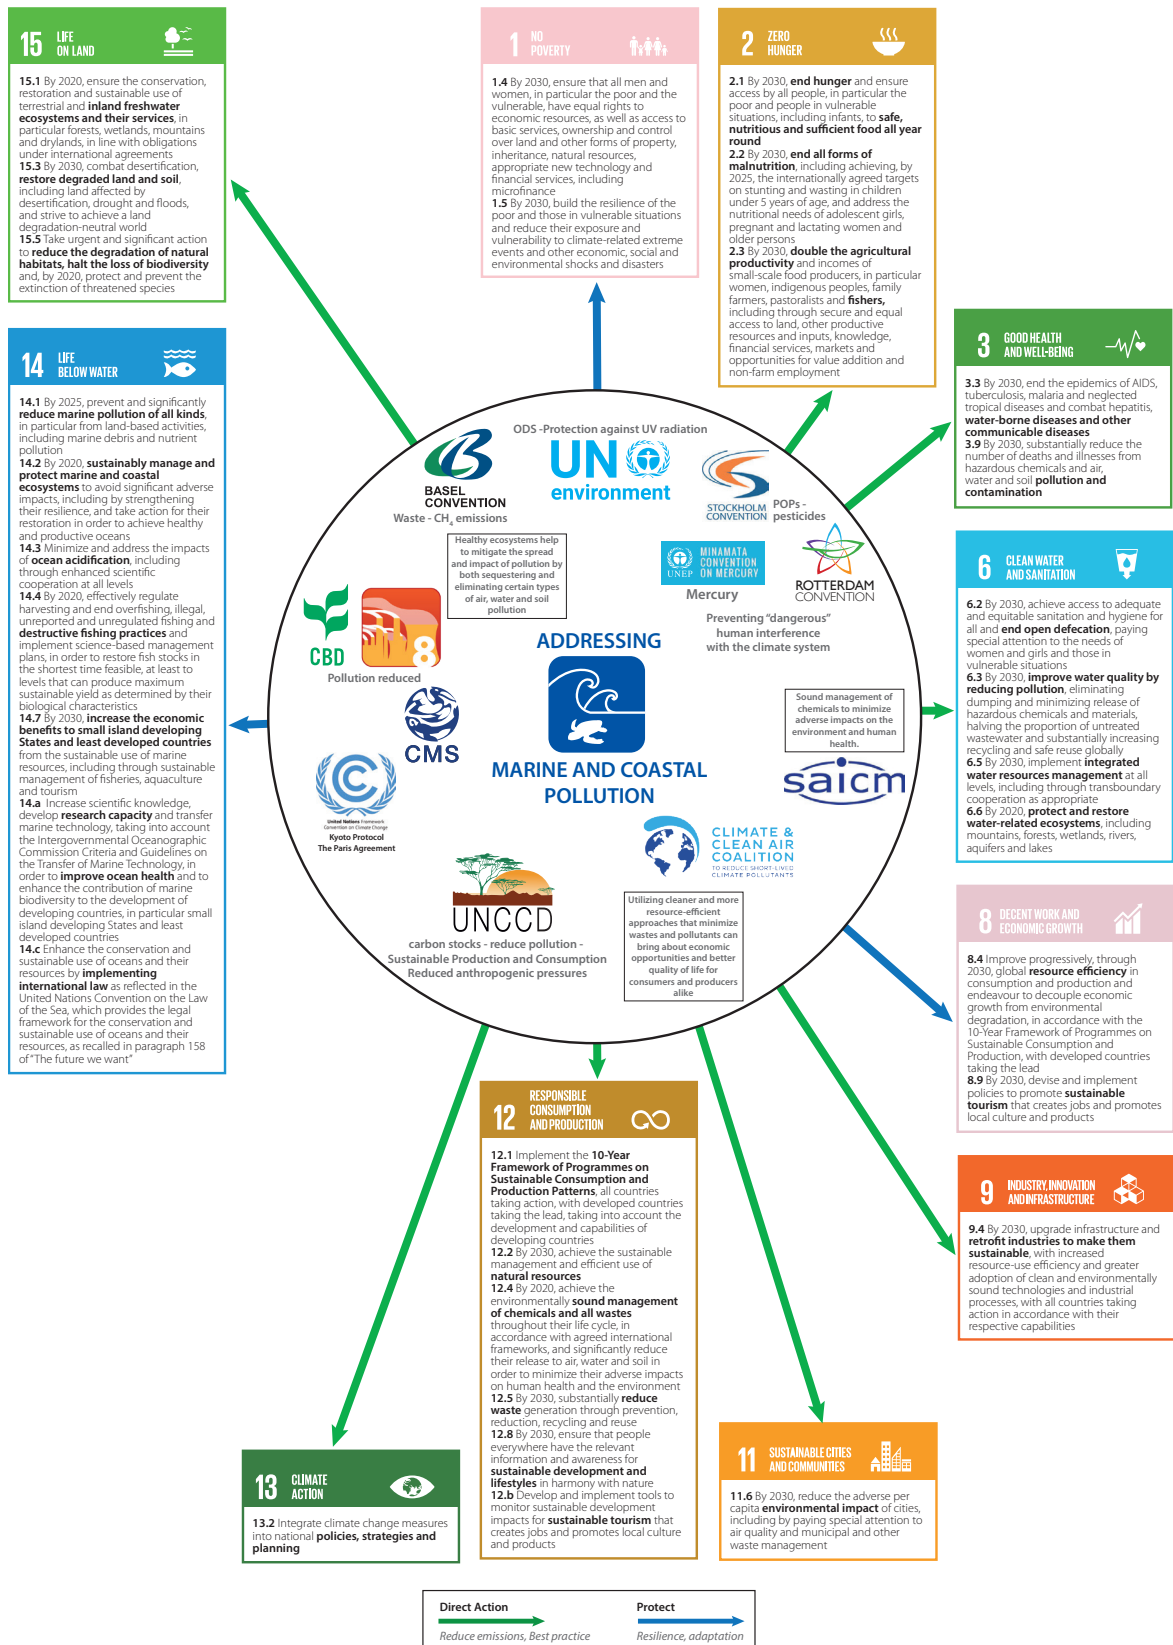 15 LIFE
ON LAND
15.1 By 2020, ensure the conservation,
restoration and sustainable use of
terrestrial and inland freshwater
ecosystems and their services, in
particular forests, wetlands, mountains
and drylands, in line with obligations
under international agreements
15.3 By 2030, combat desertification,
restore degraded land and soil,
including land affected by
desertification, drought and floods,
and strive to achieve a land
degradation-neutral world
15.5 Take urgent and significant action
to reduce the degradation of natural
habitats, halt the loss of biodiversity
and, by 2020, protect and prevent the
extinction of threatened species
1 NO
POVERTY
1.4 By 2030, ensure that all men and
women, in particular the poor and the
vulnerable, have equal rights to
economic resources, as well as access to
basic services, ownership and control
over land and other forms of property,
inheritance, natural resources,
appropriate new technology and
financial services, including
microfinance
1.5 By 2030, build the resilience of the
poor and those in vulnerable situations
and reduce their exposure and
vulnerability to climate-related extreme
events and other economic, social and
environmental shocks and disasters
2 ZERO
HUNGER
2.1 By 2030, end hunger and ensure
access by all people, in particular the
poor and people in vulnerable
situations, including infants, to safe,
nutritious and sufficient food all year
round
2.2 By 2030, end all forms of
malnutrition, including achieving, by
2025, the internationally agreed targets
on stunting and wasting in children
under 5 years of age, and address the
nutritional needs of adolescent girls,
pregnant and lactating women and
older persons
2.3 By 2030, double the agricultural
productivity and incomes of
small-scale food producers, in particular
women, indigenous peoples, family
farmers, pastoralists and fishers,
including through secure and equal
access to land, other productive
resources and inputs, knowledge,
financial services, markets and
opportunities for value addition and
non-farm employment
3 GOOD HEALTH
AND WELL-BEING
3.3 By 2030, end the epidemics of AIDS,
tuberculosis, malaria and neglected
tropical diseases and combat hepatitis,
water-borne diseases and other
communicable diseases
3.9 By 2030, substantially reduce the
number of deaths and illnesses from
hazardous chemicals and air,
water and soil pollution and
contamination
14 LIFE
BELOW WATER
14.1 By 2025, prevent and significantly
reduce marine pollution of all kinds,
in particular from land-based activities,
including marine debris and nutrient
pollution
14.2 By 2020, sustainably manage and
protect marine and coastal
ecosystems to avoid significant adverse
impacts, including by strengthening
their resilience, and take action for their
restoration in order to achieve healthy
and productive oceans
14.3 Minimize and address the impacts
of ocean acidification, including
through enhanced scientific
cooperation at all levels
14.4 By 2020, effectively regulate
harvesting and end overfishing, illegal,
unreported and unregulated fishing and
destructive fishing practices and
implement science-based management
plans, in order to restore fish stocks in
the shortest time feasible, at least to
levels that can produce maximum
sustainable yield as determined by their
biological characteristics
14.7 By 2030, increase the economic
benefits to small island developing
States and least developed countries
from the sustainable use of marine
resources, including through sustainable
management of fisheries, aquaculture
and tourism
14.a Increase scientific knowledge,
develop research capacity and transfer
marine technology, taking into account
the Intergovernmental Oceanographic
Commission Criteria and Guidelines on
the Transfer of Marine Technology, in
order to improve ocean health and to
enhance the contribution of marine
biodiversity to the development of
developing countries, in particular small
island developing States and least
developed countries
14.c Enhance the conservation and
sustainable use of oceans and their
resources by implementing
international law as reflected in the
United Nations Convention on the Law
of the Sea, which provides the legal
framework for the conservation and
sustainable use of oceans and their
resources, as recalled in paragraph 158
of "The future we want"
ODS -Protection against UV radiation
UN
environment
BASEL
CONVENTION
Waste - CH4 emissions
STOCKHOLM
CONVENTION
POPs -
pesticides
Healthy ecosystems help
to mitigate the spread
and impact of pollution by
both sequestering and
eliminating certain types
of air, water and soil
pollution
UNEP
MINAMATA
CONVENTION
ON MERCURY
Mercury
ROTTERDAM
CONVENTION
Preventing "dangerous"
human interference
with the climate system
CBD
8
Pollution reduced
CMS
ADDRESSING
MARINE AND COASTAL
POLLUTION
Sound management of
chemicals to minimize
adverse impacts on the
environment and human
health.
saicm
United Nations Framework
Convention on Climate Change
Kyoto Protocol
The Paris Agreement
CLIMATE &
CLEAN AIR
COALITION
TO REDUCE SHORT-LIVED
CLIMATE POLLUTANTS
UNCCD
carbon stocks - reduce pollution -
Sustainable Production and Consumption
Reduced anthropogenic pressures
Utilizing cleaner and more
resource-efficient
approaches that minimize
wastes and pollutants can
bring about economic
opportunities and better
quality of life for
consumers and producers
alike
6 CLEAN WATER
AND SANITATION
6.2 By 2030, achieve access to adequate
and equitable sanitation and hygiene for
all and end open defecation, paying
special attention to the needs of
women and girls and those in
vulnerable situations
6.3 By 2030, improve water quality by
reducing pollution, eliminating
dumping and minimizing release of
hazardous chemicals and materials,
halving the proportion of untreated
wastewater and substantially increasing
recycling and safe reuse globally
6.5 By 2030, implement integrated
water resources management at all
levels, including through transboundary
cooperation as appropriate
6.6 By 2020, protect and restore
water-related ecosystems, including
mountains, forests, wetlands, rivers,
aquifers and lakes
8 DECENT WORK AND
ECONOMIC GROWTH
8.4 Improve progressively, through
2030, global resource efficiency in
consumption and production and
endeavour to decouple economic
growth from environmental
degradation, in accordance with the
10-Year Framework of Programmes on
Sustainable Consumption and
Production, with developed countries
taking the lead
8.9 By 2030, devise and implement
policies to promote sustainable
tourism that creates jobs and promotes
local culture and products
9 INDUSTRY, INNOVATION
AND INFRASTRUCTURE
9.4 By 2030, upgrade infrastructure and
retrofit industries to make them
sustainable, with increased
resource-use efficiency and greater
adoption of clean and environmentally
sound technologies and industrial
processes, with all countries taking
action in accordance with their
respective capabilities
12 RESPONSIBLE
CONSUMPTION
AND PRODUCTION
12.1 Implement the 10-Year
Framework of Programmes on
Sustainable Consumption and
Production Patterns, all countries
taking action, with developed countries
taking the lead, taking into account the
development and capabilities of
developing countries
12.2 By 2030, achieve the sustainable
management and efficient use of
natural resources
12.4 By 2020, achieve the
environmentally sound management
of chemicals and all wastes
throughout their life cycle, in
accordance with agreed international
frameworks, and significantly reduce
their release to air, water and soil in
order to minimize their adverse impacts
on human health and the environment
12.5 By 2030, substantially reduce
waste generation through prevention,
reduction, recycling and reuse
12.8 By 2030, ensure that people
everywhere have the relevant
information and awareness for
sustainable development and
lifestyles in harmony with nature
12.b Develop and implement tools to
monitor sustainable development
impacts for sustainable tourism that
creates jobs and promotes local culture
and products
13 CLIMATE
ACTION
13.2 Integrate climate change measures
into national policies, strategies and
planning
11 SUSTAINABLE CITIES
AND COMMUNITIES
11.6 By 2030, reduce the adverse per
capita environmental impact of cities,
including by paying special attention to
air quality and municipal and other
waste management
Direct Action
Reduce emissions, Best practice
Protect
Resilience, adaptation